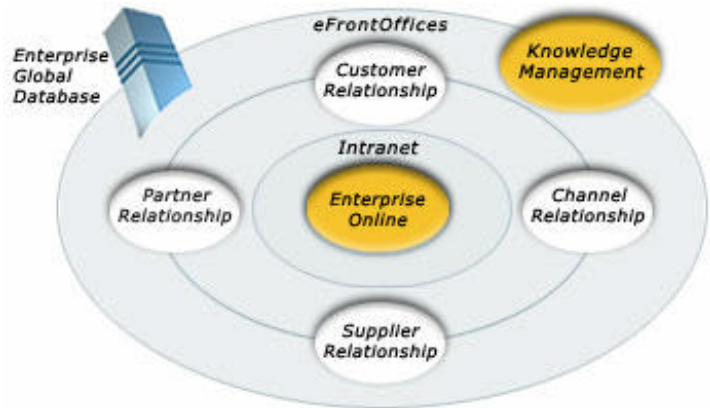 eFrontOffices
Enterprise
Global
Database
Knowledge
Management
Customer
Relationship
Intranet
Partner
Relationship
Enterprise
Online
Channel
Relationship
Supplier
Relationship